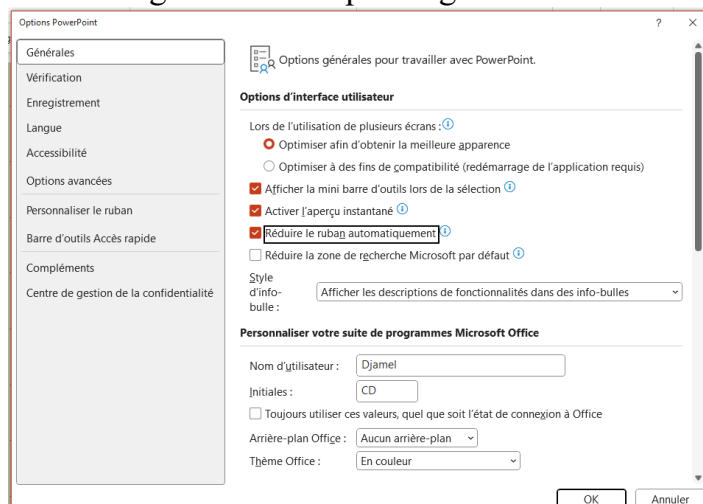 Options PowerPoint
?
Générales
Vérification
Enregistrement
Langue
Accessibilité
Options avancées
Personnaliser le ruban
Barre d'outils Accès rapide
Compléments
Centre de gestion de la confidentialité
Options générales pour travailler avec PowerPoint.
Options d'interface utilisateur
Lors de l'utilisation de plusieurs écrans :
Optimiser afin d'obtenir la meilleure apparence
Optimiser à des fins de compatibilité (redémarrage de l'application requis)
Afficher la mini barre d'outils lors de la sélection
Activer l'aperçu instantané
Réduire le ruban automatiquement
Réduire la zone de recherche Microsoft par défaut
Style
d'info-
bulle :
Afficher les descriptions de fonctionnalités dans des info-bulles
Personnaliser votre suite de programmes Microsoft Office
Nom d'utilisateur : Djamel
Initiales : CD
Toujours utiliser ces valeurs, quel que soit l'état de connexion à Office
Arrière-plan Office : Aucun arrière-plan
Thème Office : En couleur
OK Annuler